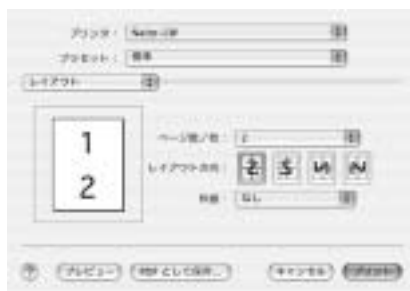 プリンタ：
プリセット： 標準
レイアウト
1
2
ページ数／枚： 2
レイアウト方向：
枠線： なし
?
プレビュー PDF として保存... キャンセル プリント